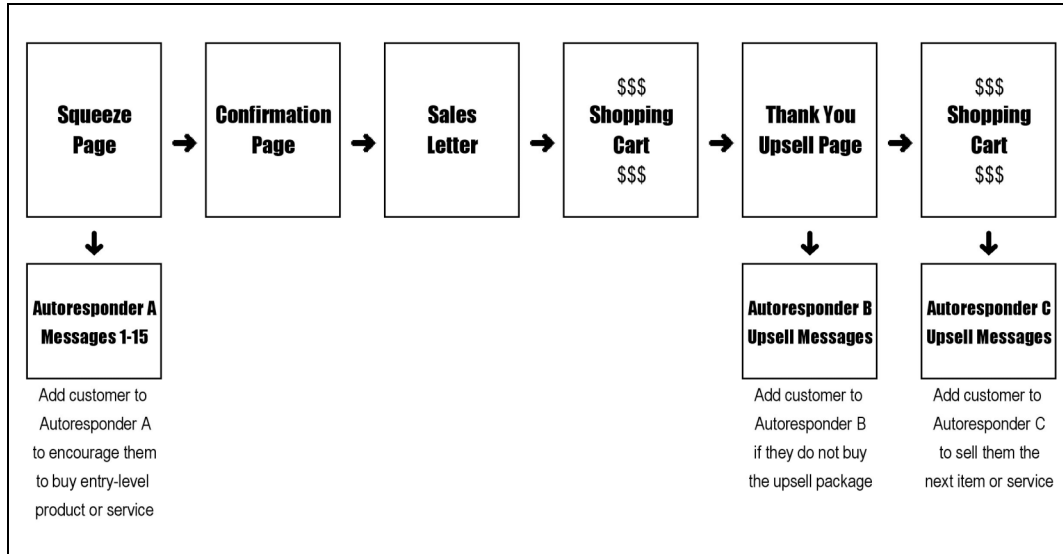 Squeeze
Page
Confirmation
Page
Sales
Letter
$$$
Shopping
Cart
$$$
Thank You
Upsell Page
$$$
Shopping
Cart
$$$
Autoresponder A
Messages 1-15
Add customer to
Autoresponder A
to encourage them
to buy entry-level
product or service
Autoresponder B
Upsell Messages
Add customer to
Autoresponder B
if they do not buy
the upsell package
Autoresponder C
Upsell Messages
Add customer to
Autoresponder C
to sell them the
next item or service